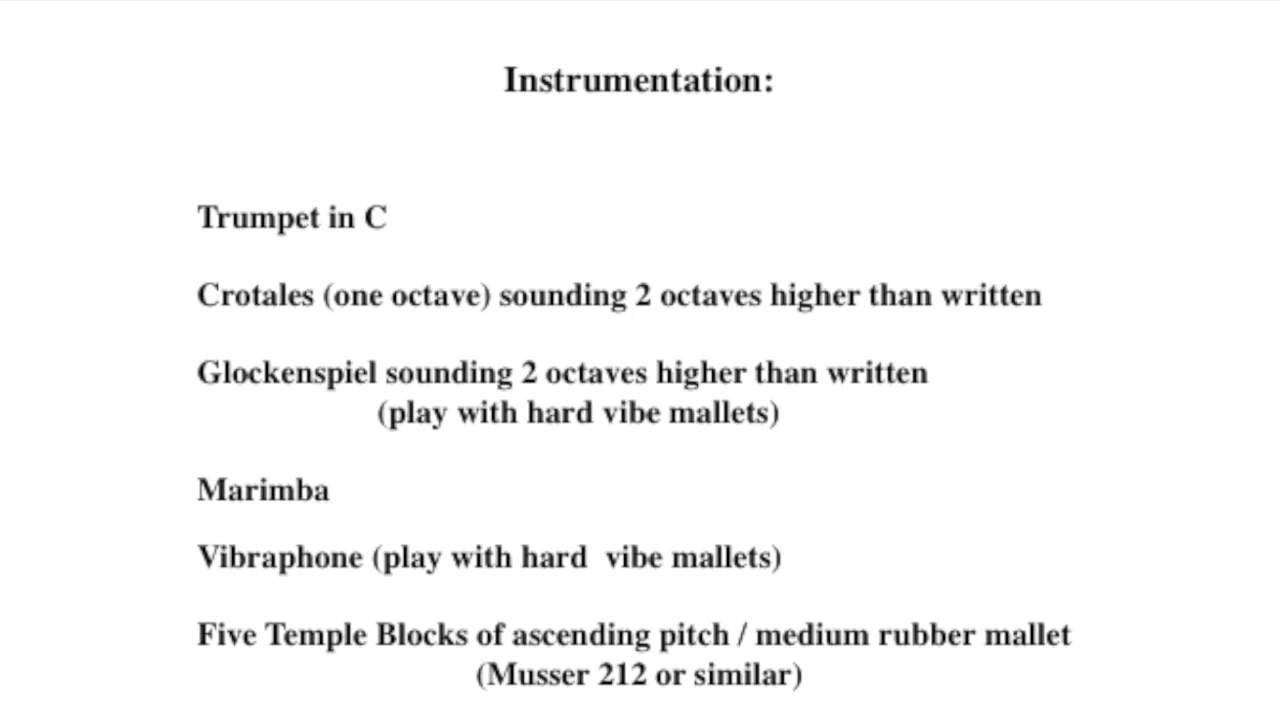 Instrumentation:
Trumpet in C
Crotales (one octave) sounding 2 octaves higher than written
Glockenspiel sounding 2 octaves higher than written
(play with hard vibe mallets)
Marimba
Vibraphone (play with hard  vibe mallets)
Five Temple Blocks of ascending pitch / medium rubber mallet
(Musser 212 or similar)